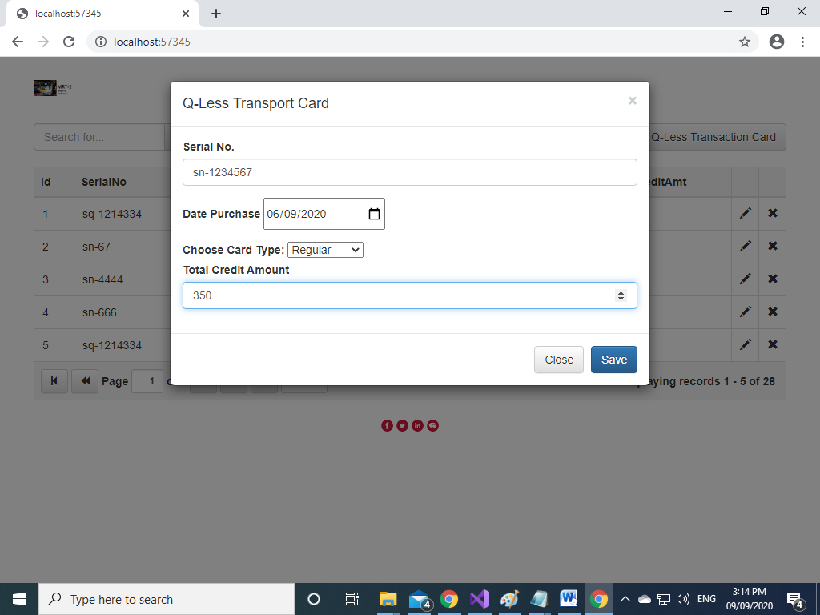 localhost:57345
localhost:57345
Q-Less Transport Card
Search for...
Q-Less Transaction Card
Serial No.
sn-1234567
Id SerialNo ditAmt
1 sq-1214334
Date Purchase 06/09/2020
2 sn-67
Choose Card Type: Regular
Total Credit Amount
3 sn-4444
350
4 sn-666
5 sq-1214334
Close Save
Page 1 aying records 1 - 5 of 28
Type here to search
4
ENG
3:14 PM
09/09/2020
4